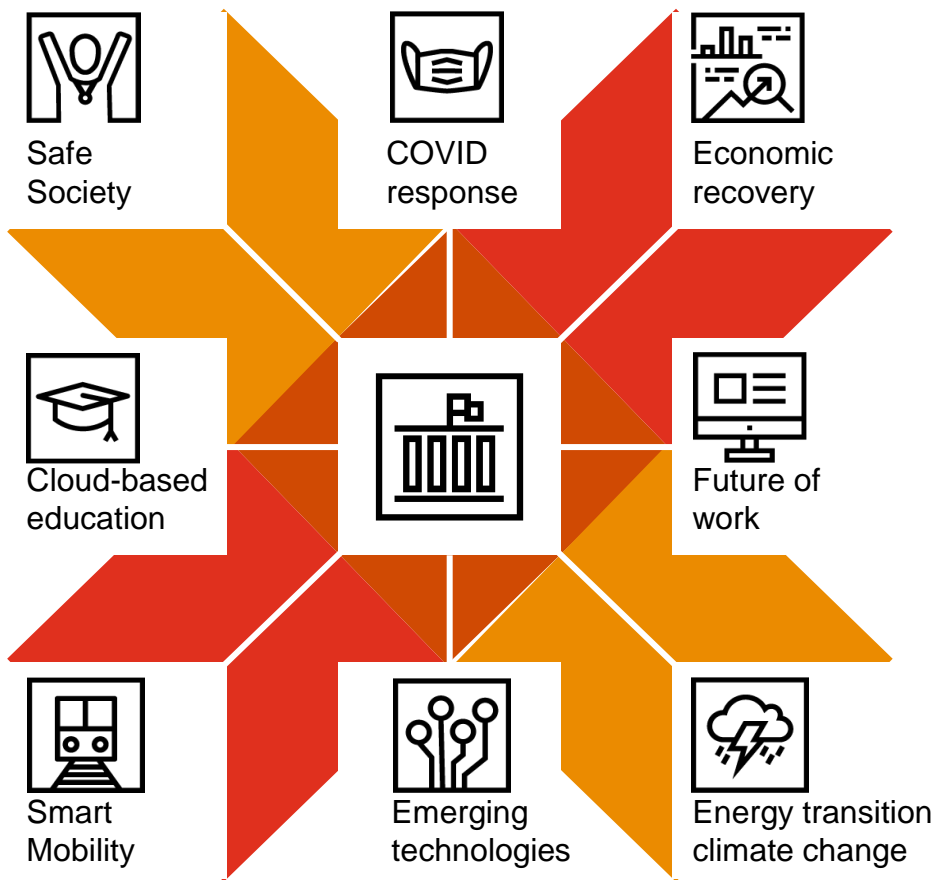 Safe
Society
COVID
response
Economic
recovery
Cloud-based
education
Future of
work
Smart
Mobility
Emerging
technologies
Energy transition
climate change